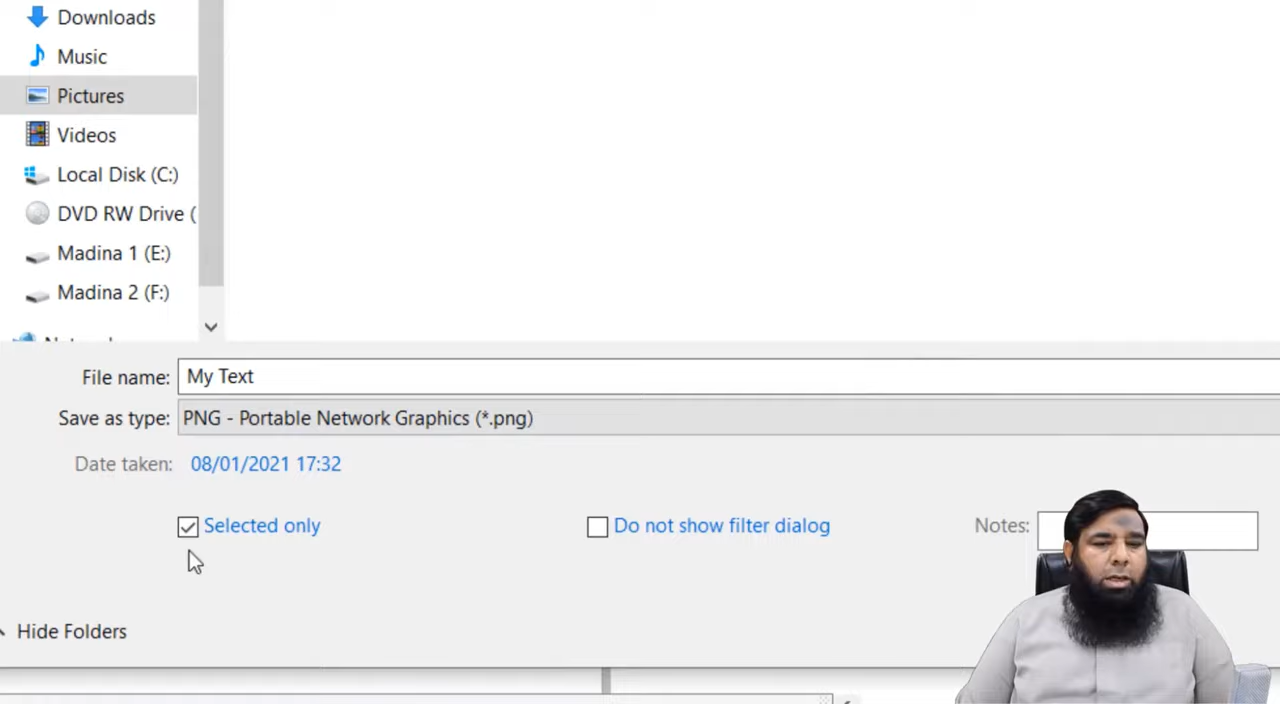 Downloads
Music
Pictures
Videos
Local Disk (C:)
DVD RW Drive (
Madina 1 (E:)
Madina 2 (F:)
File name: My Text
Save as type: PNG - Portable Network Graphics (*.png)
Date taken: 08/01/2021 17:32
Selected only Do not show filter dialog Notes:
Hide Folders